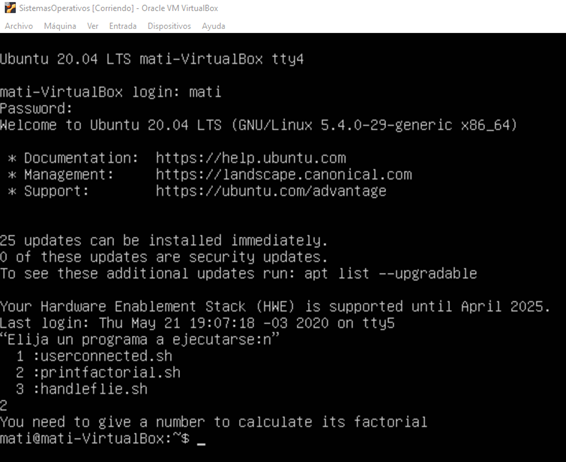 SistemasOperativos [Corriendo] - Oracle VM VirtualBox
Archivo Máquina Ver Entrada Dispositivos Ayuda
Ubuntu 20.04 LTS mati-VirtualBox tty4
mati-VirtualBox login: mati
Password:
Welcome to Ubuntu 20.04 LTS (GNU/Linux 5.4.0-29-generic x86_64)
* Documentation: https://help.ubuntu.com
* Management: https://landscape.canonical.com
* Support: https://ubuntu.com/advantage
25 updates can be installed immediately.
0 of these updates are security updates.
To see these additional updates run: apt list --upgradable
Your Hardware Enablement Stack (HWE) is supported until April 2025.
Last login: Thu May 21 19:07:18 -03 2020 on tty5
“Elija un programa a ejecutarse:n”
1 :userconnected.sh
2 :printfactorial.sh
3 :handleflie.sh
2
You need to give a number to calculate its factorial
mati@mati-VirtualBox:~$ _